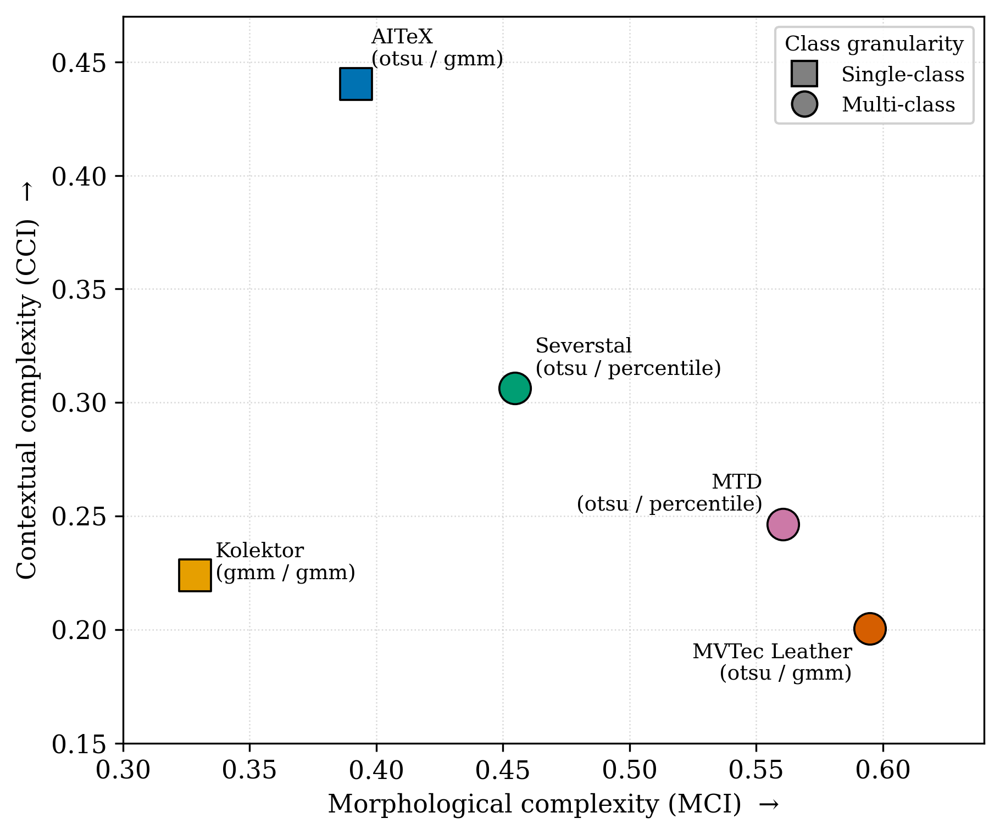 AITeX
(otsu / gmm)
Class granularity
Single-class
Multi-class
Severstal
(otsu / percentile)
MTD
(otsu / percentile)
Kolektor
(gmm / gmm)
MVTec Leather
(otsu / gmm)
Contextual complexity (CCI) →
0.45
0.40
0.35
0.30
0.25
0.20
0.15
0.30 0.35 0.40 0.45 0.50 0.55 0.60
Morphological complexity (MCI) →